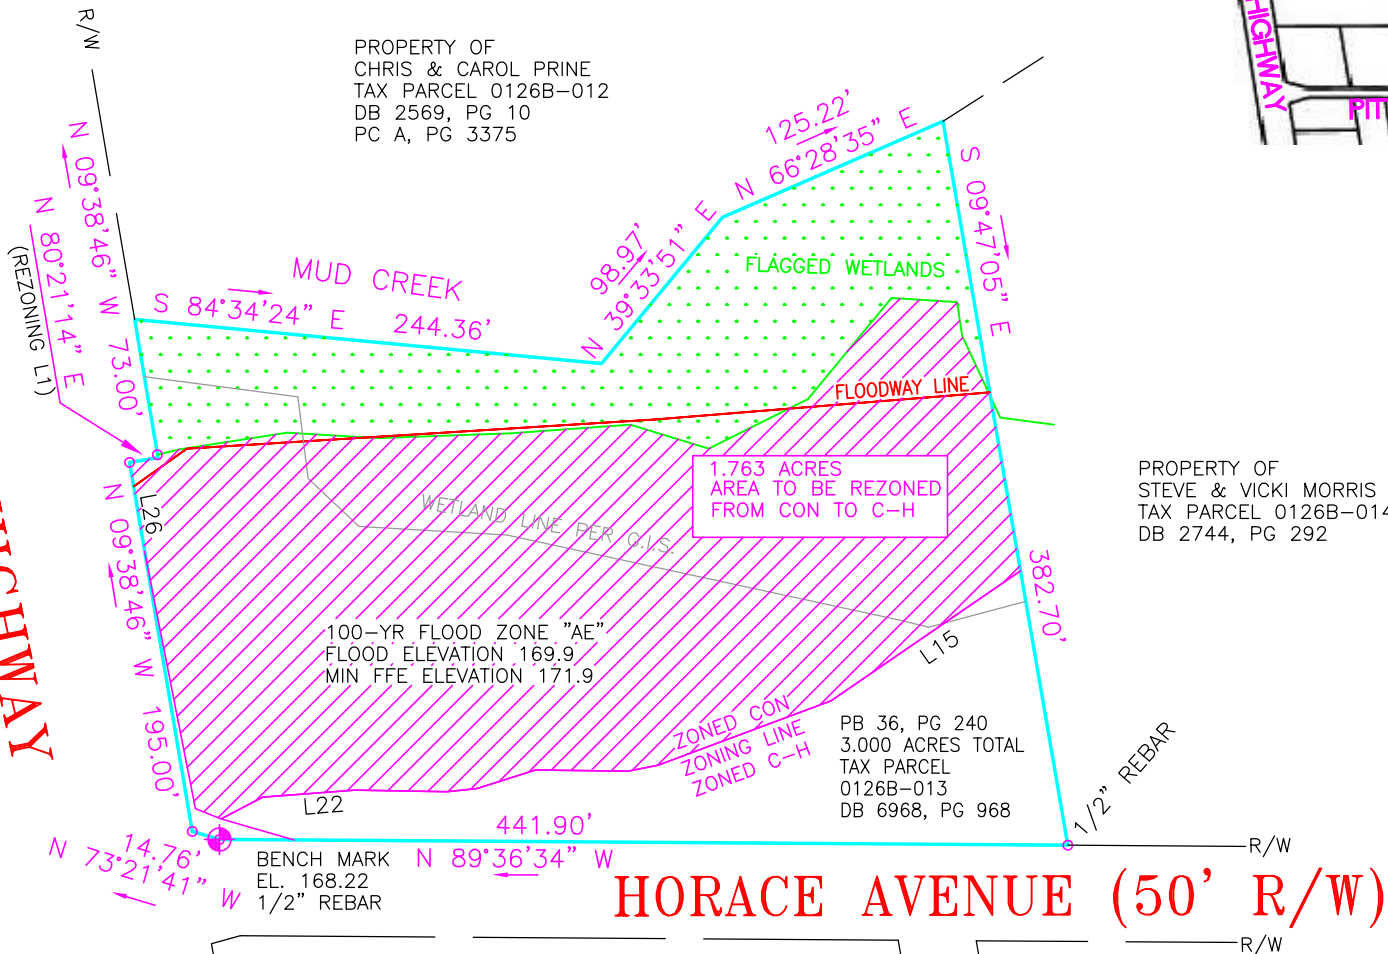 R/W
PROPERTY OF
CHRIS & CAROL PRINE
TAX PARCEL 0126B-012
DB 2569, PG 10
PC A, PG 3375
HIGHWAY
N 09°38'46" W 73.00'
N 80°21'14" E
(REZONING L1)
MUD CREEK
S 84°34'24" E 244.36'
98.97'
N 39°33'51" E
125.22'
N 66°28'35" E
S 09°47'05" E
382.70'
FLAGGED WETLANDS
FLOODWAY LINE
1.763 ACRES
AREA TO BE REZONED
FROM CON TO C-H
PROPERTY OF
STEVE & VICKI MORRIS
TAX PARCEL 0126B-014
DB 2744, PG 292
L26
N 09°38'46" W
195.00'
WETLAND LINE PER G.I.S.
100-YR FLOOD ZONE "AE"
FLOOD ELEVATION 169.9
MIN FFE ELEVATION 171.9
L15
ZONED CON
ZONING LINE
ZONED C-H
PB 36, PG 240
3.000 ACRES TOTAL
TAX PARCEL
0126B-013
DB 6968, PG 968
1/2" REBAR
L22
14.76'
N 73°21'41" W
BENCH MARK
EL. 168.22
1/2" REBAR
441.90'
N 89°36'34" W
R/W
HORACE AVENUE (50' R/W)
R/W